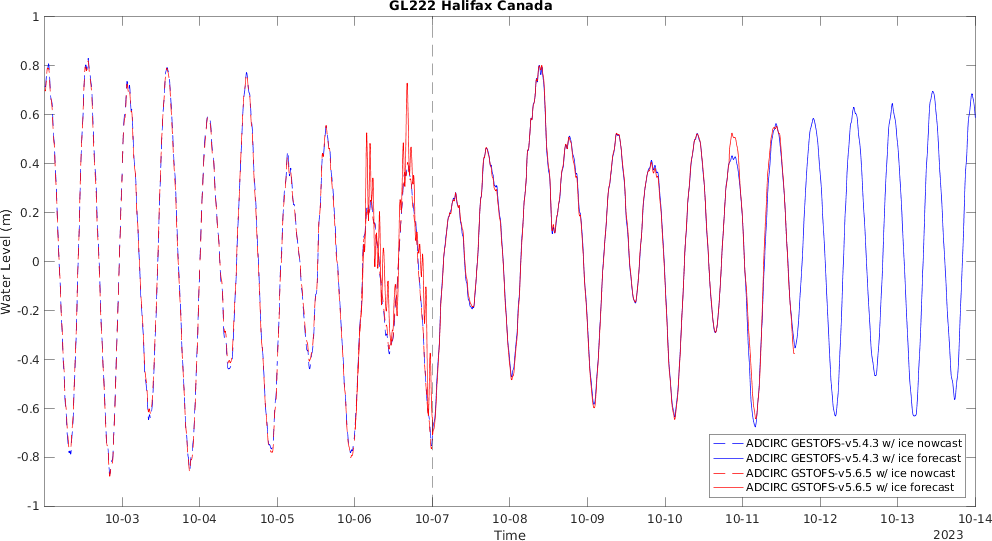 GL222 Halifax Canada
1
0.8
0.6
0.4
0.2
0
-0.2
-0.4
-0.6
-0.8
-1
Water Level (m)
10-03 10-04 10-05 10-06 10-07 10-08 10-09 10-10 10-11 10-12 10-13 10-14
2023
Time
ADCIRC GESTOFS-v5.4.3 w/ ice nowcast
ADCIRC GESTOFS-v5.4.3 w/ ice forecast
ADCIRC GSTOFS-v5.6.5 w/ ice nowcast
ADCIRC GSTOFS-v5.6.5 w/ ice forecast